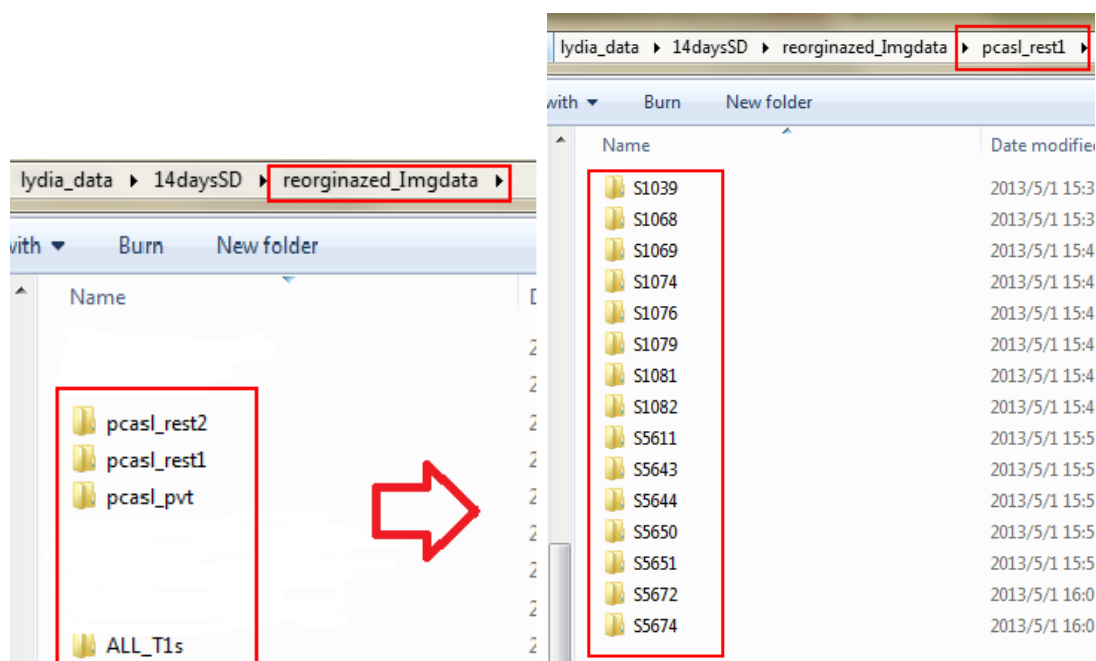 lydia_data ▸ 14daysSD ▸ reorginazed_Imgdata ▸
Burn New folder
Name
pcasl_rest2
pcasl_rest1
pcasl_pvt
ALL_T1s
lydia_data ▸ 14daysSD ▸ reorginazed_Imgdata ▸ pcasl_rest1 ▸
with ▾ Burn New folder
Name Date modified
S1039 2013/5/1 15:3
S1068 2013/5/1 15:3
S1069 2013/5/1 15:4
S1074 2013/5/1 15:4
S1076 2013/5/1 15:4
S1079 2013/5/1 15:4
S1081 2013/5/1 15:4
S1082 2013/5/1 15:4
S5611 2013/5/1 15:5
S5643 2013/5/1 15:5
S5644 2013/5/1 15:5
S5650 2013/5/1 15:5
S5651 2013/5/1 15:5
S5672 2013/5/1 16:0
S5674 2013/5/1 16:0